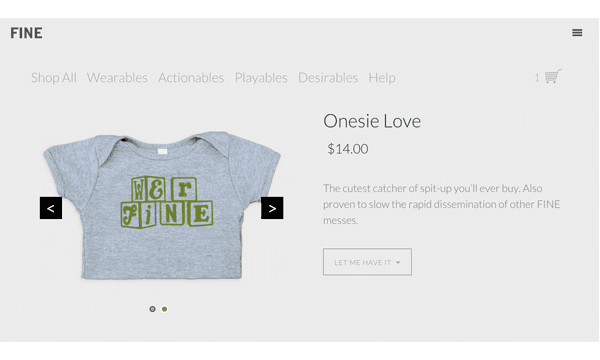 FINE
Shop All Wearables Actionables Playables Desirables Help
1
Onesie Love
$14.00
WEr
FiNE
<
>
The cutest catcher of spit-up you'll ever buy. Also
proven to slow the rapid dissemination of other FINE
messes.
LET ME HAVE IT